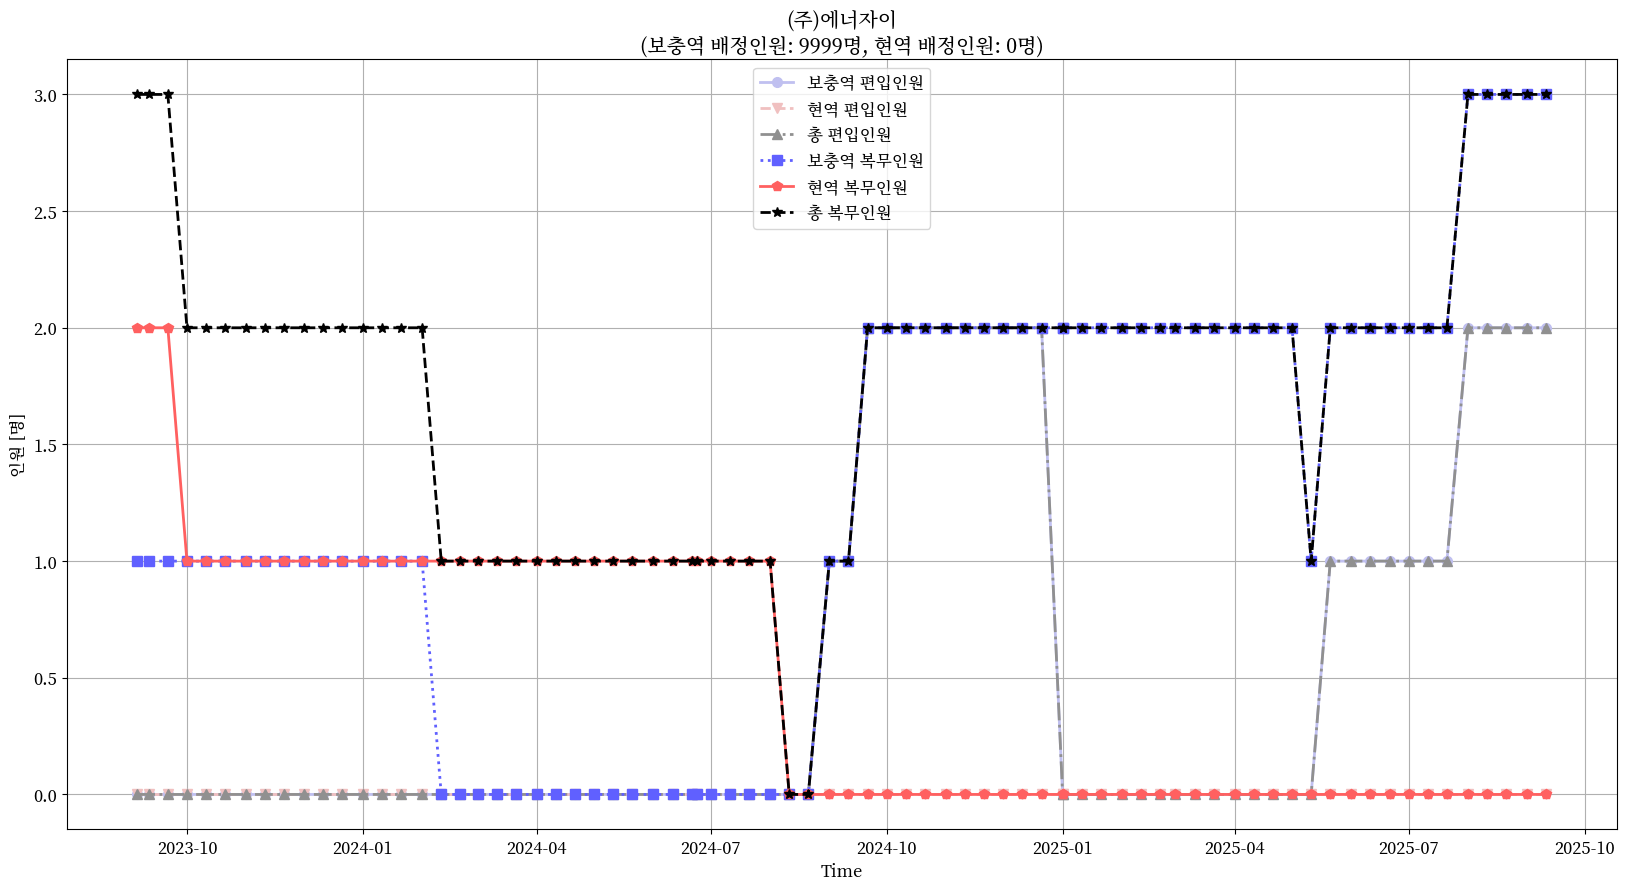 (주)에너자이
(보충역 배정인원: 9999명, 현역 배정인원: 0명)
보충역 편입인원
현역 편입인원
총 편입인원
보충역 복무인원
현역 복무인원
총 복무인원
인원 [명]
3.0
2.5
2.0
1.5
1.0
0.5
0.0
2023-10
2024-01
2024-04
2024-07
2024-10
2025-01
2025-04
2025-07
2025-10
Time